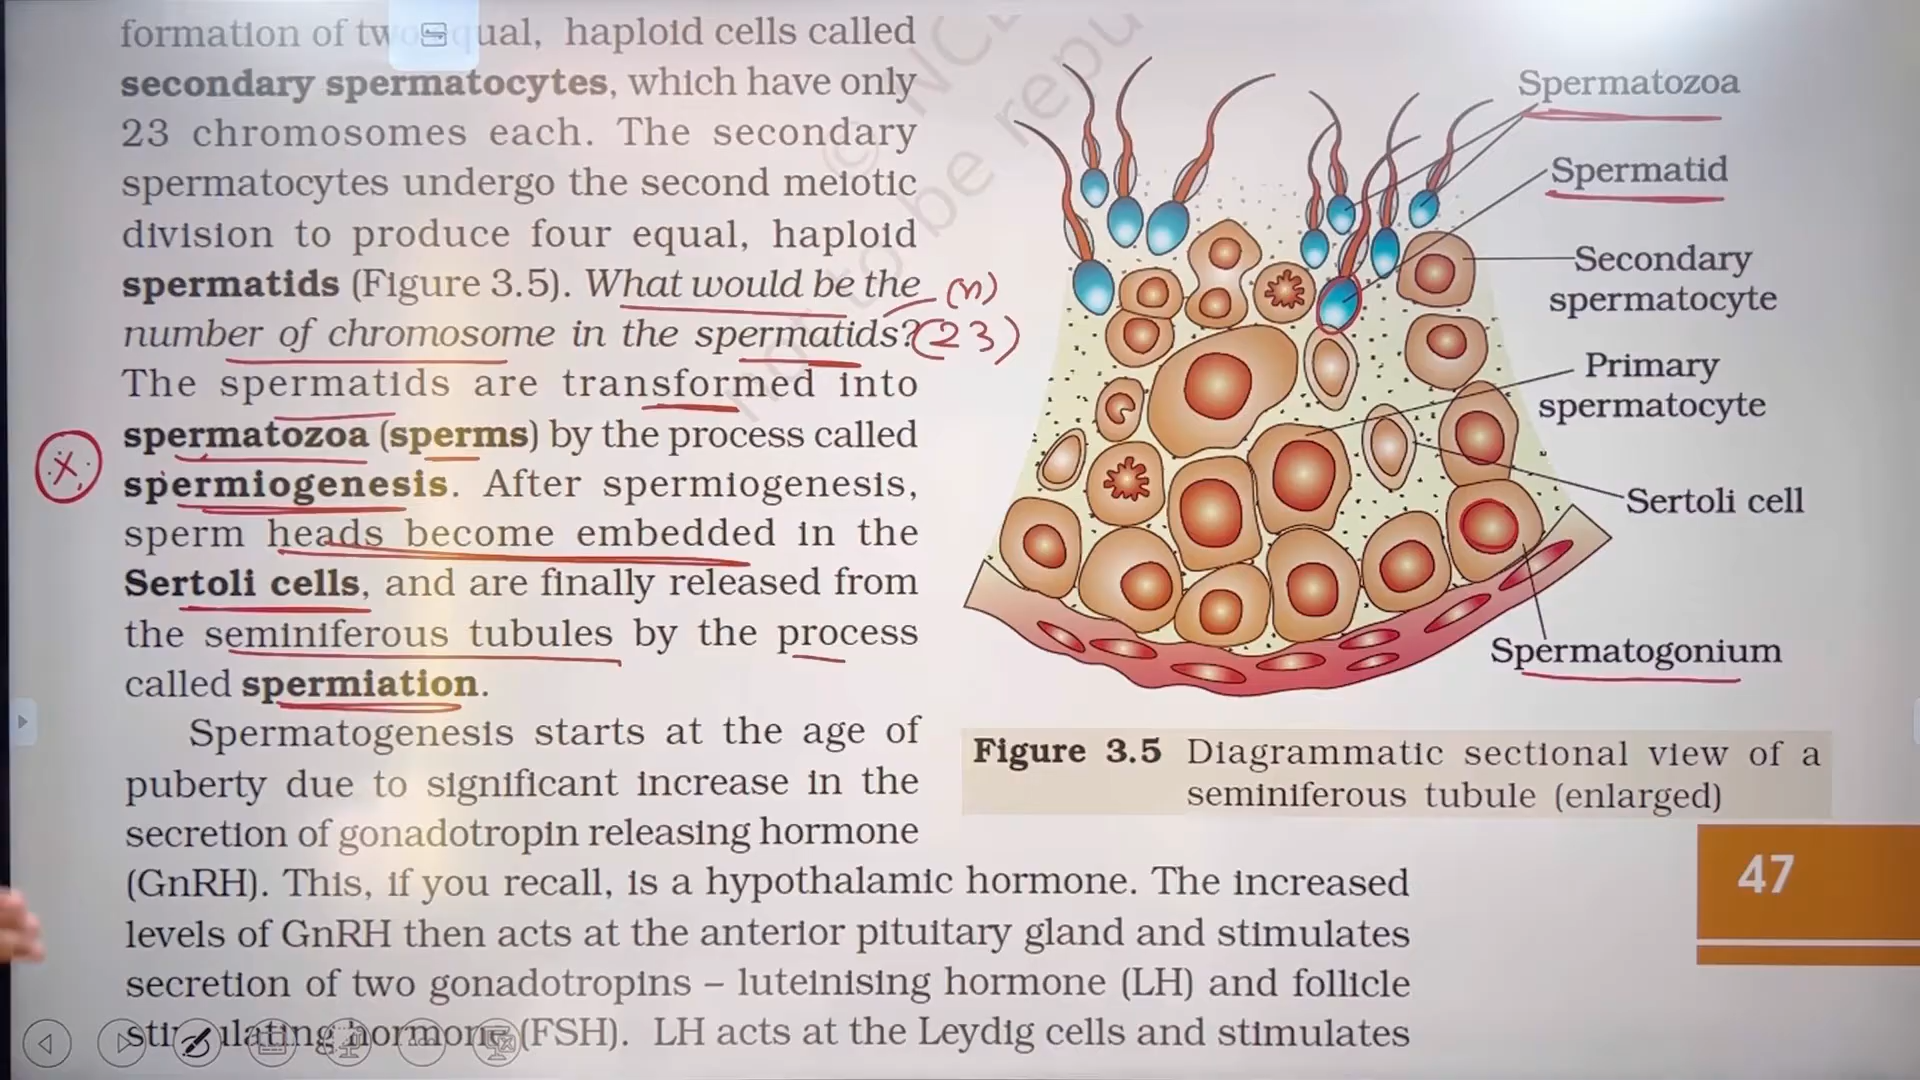 formation of two equal, haploid cells called
secondary spermatocytes, which have only
23 chromosomes each. The secondary
spermatocytes undergo the second meiotic
division to produce four equal, haploid
spermatids (Figure 3.5). What would be the
(n)
number of chromosome in the spermatids?
(23)
The spermatids are transformed into
spermatozoa (sperms) by the process called
spermiogenesis. After spermiogenesis,
sperm heads become embedded in the
Sertoli cells, and are finally released from
the seminiferous tubules by the process
called spermiation.
Spermatogenesis starts at the age of
puberty due to significant increase in the
secretion of gonadotropin releasing hormone
(GnRH). This, if you recall, is a hypothalamic hormone. The increased
levels of GnRH then acts at the anterior pituitary gland and stimulates
secretion of two gonadotropins – luteinising hormone (LH) and follicle
stimulating hormone (FSH). LH acts at the Leydig cells and stimulates
Spermatozoa
Spermatid
Secondary
spermatocyte
Primary
spermatocyte
Sertoli cell
Spermatogonium
Figure 3.5 Diagrammatic sectional view of a
seminiferous tubule (enlarged)
47